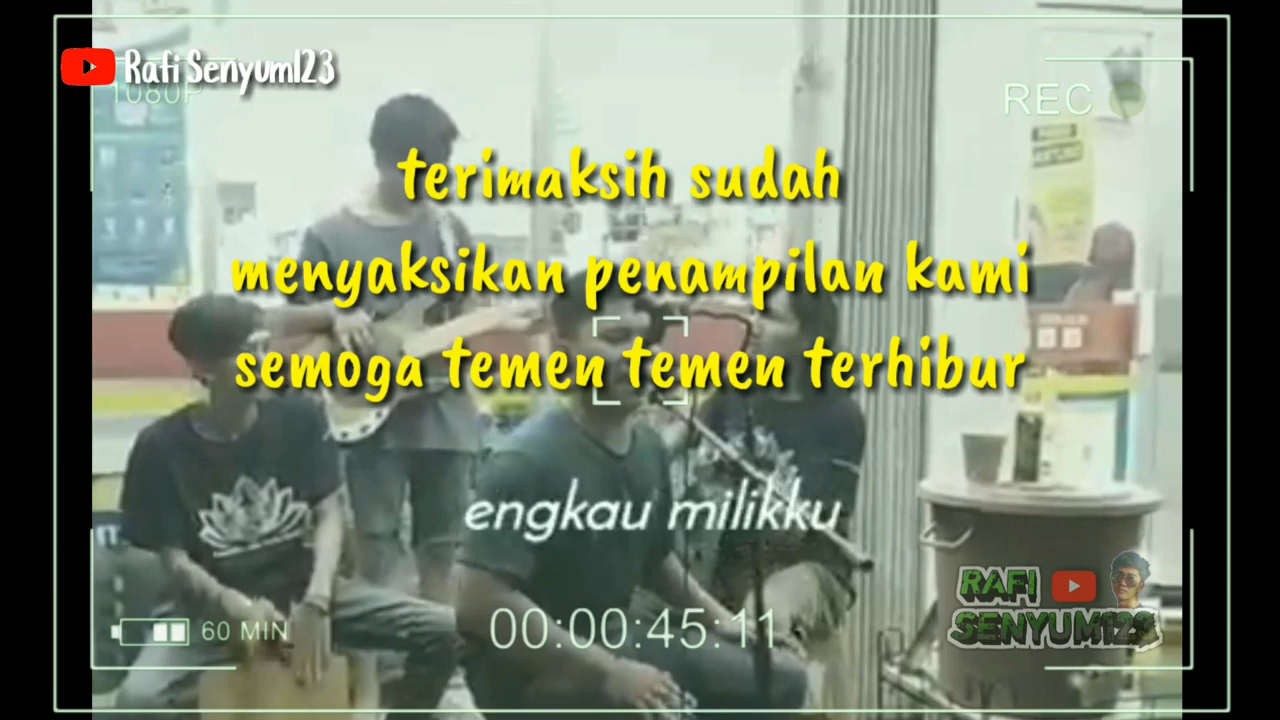 Rafi Senyum123
1080P
REC
terimaksih sudah
menyaksikan penampilan kami
semoga temen temen terhibur
engkau milikku
60 MIN
00:00:45:11
RAFI
SENYUM123